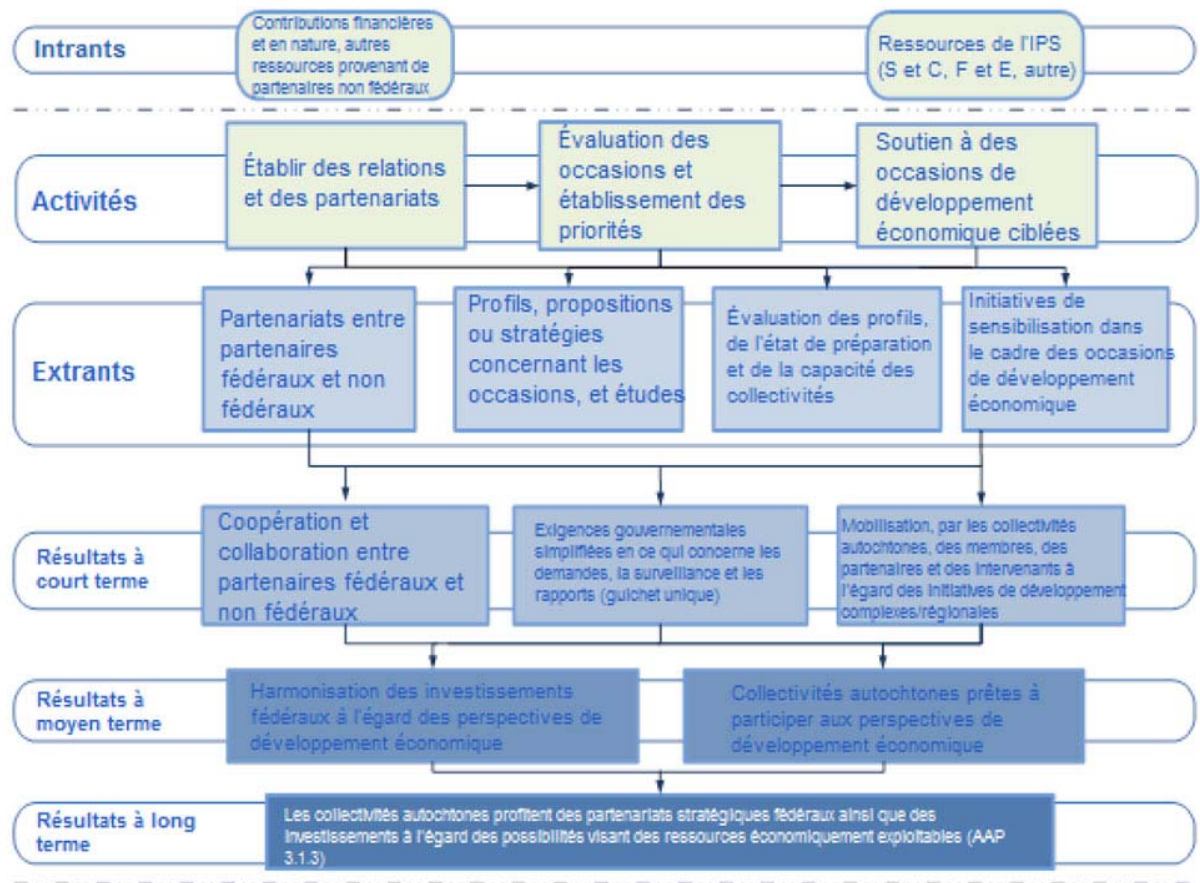 Intrants
Contributions financières
et en nature, autres
ressources provenant de
partenaires non fédéraux
Ressources de l'IPS
(S et C, F et E, autre)
Activités
Établir des relations
et des partenariats
Évaluation des
occasions et
établissement des
priorités
Soutien à des
occasions de
développement
économique ciblées
Extrants
Partenariats entre
partenaires
fédéraux et non
fédéraux
Profils, propositions
ou stratégies
concernant les
occasions, et études
Évaluation des profils,
de l'état de préparation
et de la capacité des
collectivités
Initiatives de
sensibilisation dans
le cadre des occasions
de développement
économique
Résultats à
court terme
Coopération et
collaboration entre
partenaires fédéraux et
non fédéraux
Exigences gouvernementales
simplifiées en ce qui concerne les
demandes, la surveillance et les
rapports (guichet unique)
Mobilisation, par les collectivités
autochtones, des membres, des
partenaires et des intervenants à
l'égard des initiatives de développement
complexes/régionales
Résultats à
moyen terme
Harmonisation des investissements
fédéraux à l'égard des perspectives de
développement économique
Collectivités autochtones prêtes à
participer aux perspectives de
développement économique
Résultats à long
terme
Les collectivités autochtones profitent des partenariats stratégiques fédéraux ainsi que des
investissements à l'égard des possibilités visant des ressources économiquement exploitables (AAP
3.1.3)